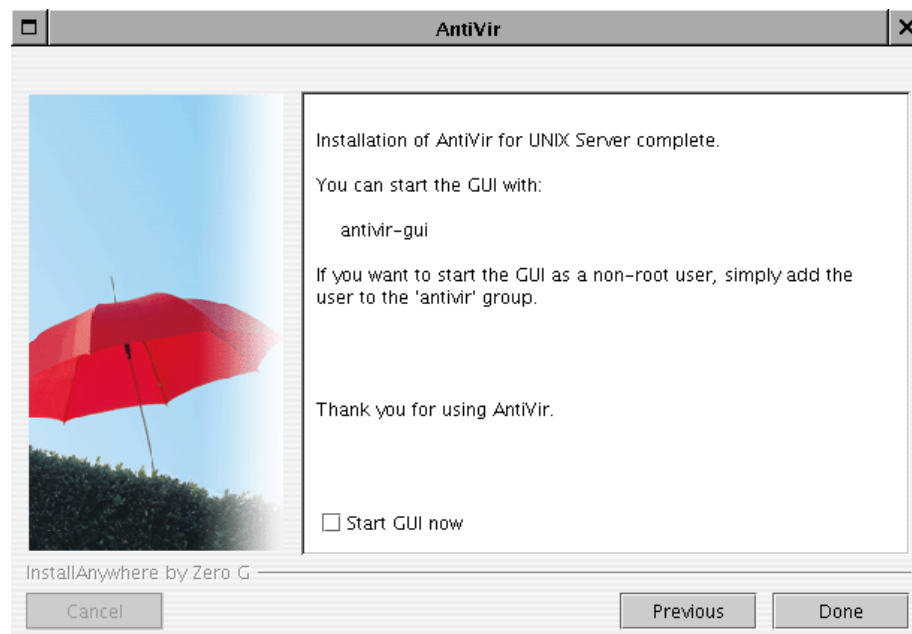 AntiVir
Installation of AntiVir for UNIX Server complete.
You can start the GUI with:
antivir-gui
If you want to start the GUI as a non-root user, simply add the
user to the 'antivir' group.
Thank you for using AntiVir.
Start GUI now
InstallAnywhere by Zero G
Cancel
Previous
Done